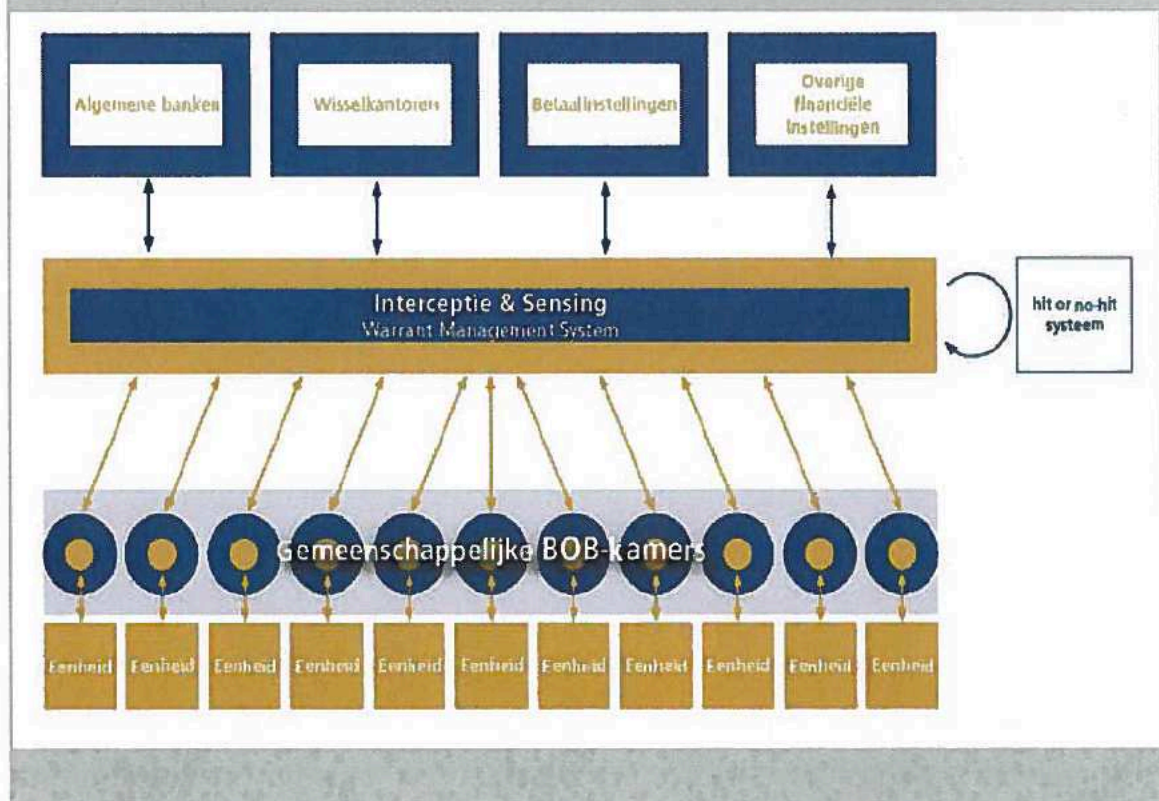 Algemene banken
Wisselkantoren
Betaalinstellingen
Overige
financiële
instellingen
Interceptie & Sensing
Warrant Management System
hit or no-hit
systeem
Gemeenschappelijke BOB-kamers
Eenheid
Eenheid
Eenheid
Eenheid
Eenheid
Eenheid
Eenheid
Eenheid
Eenheid
Eenheid
Eenheid